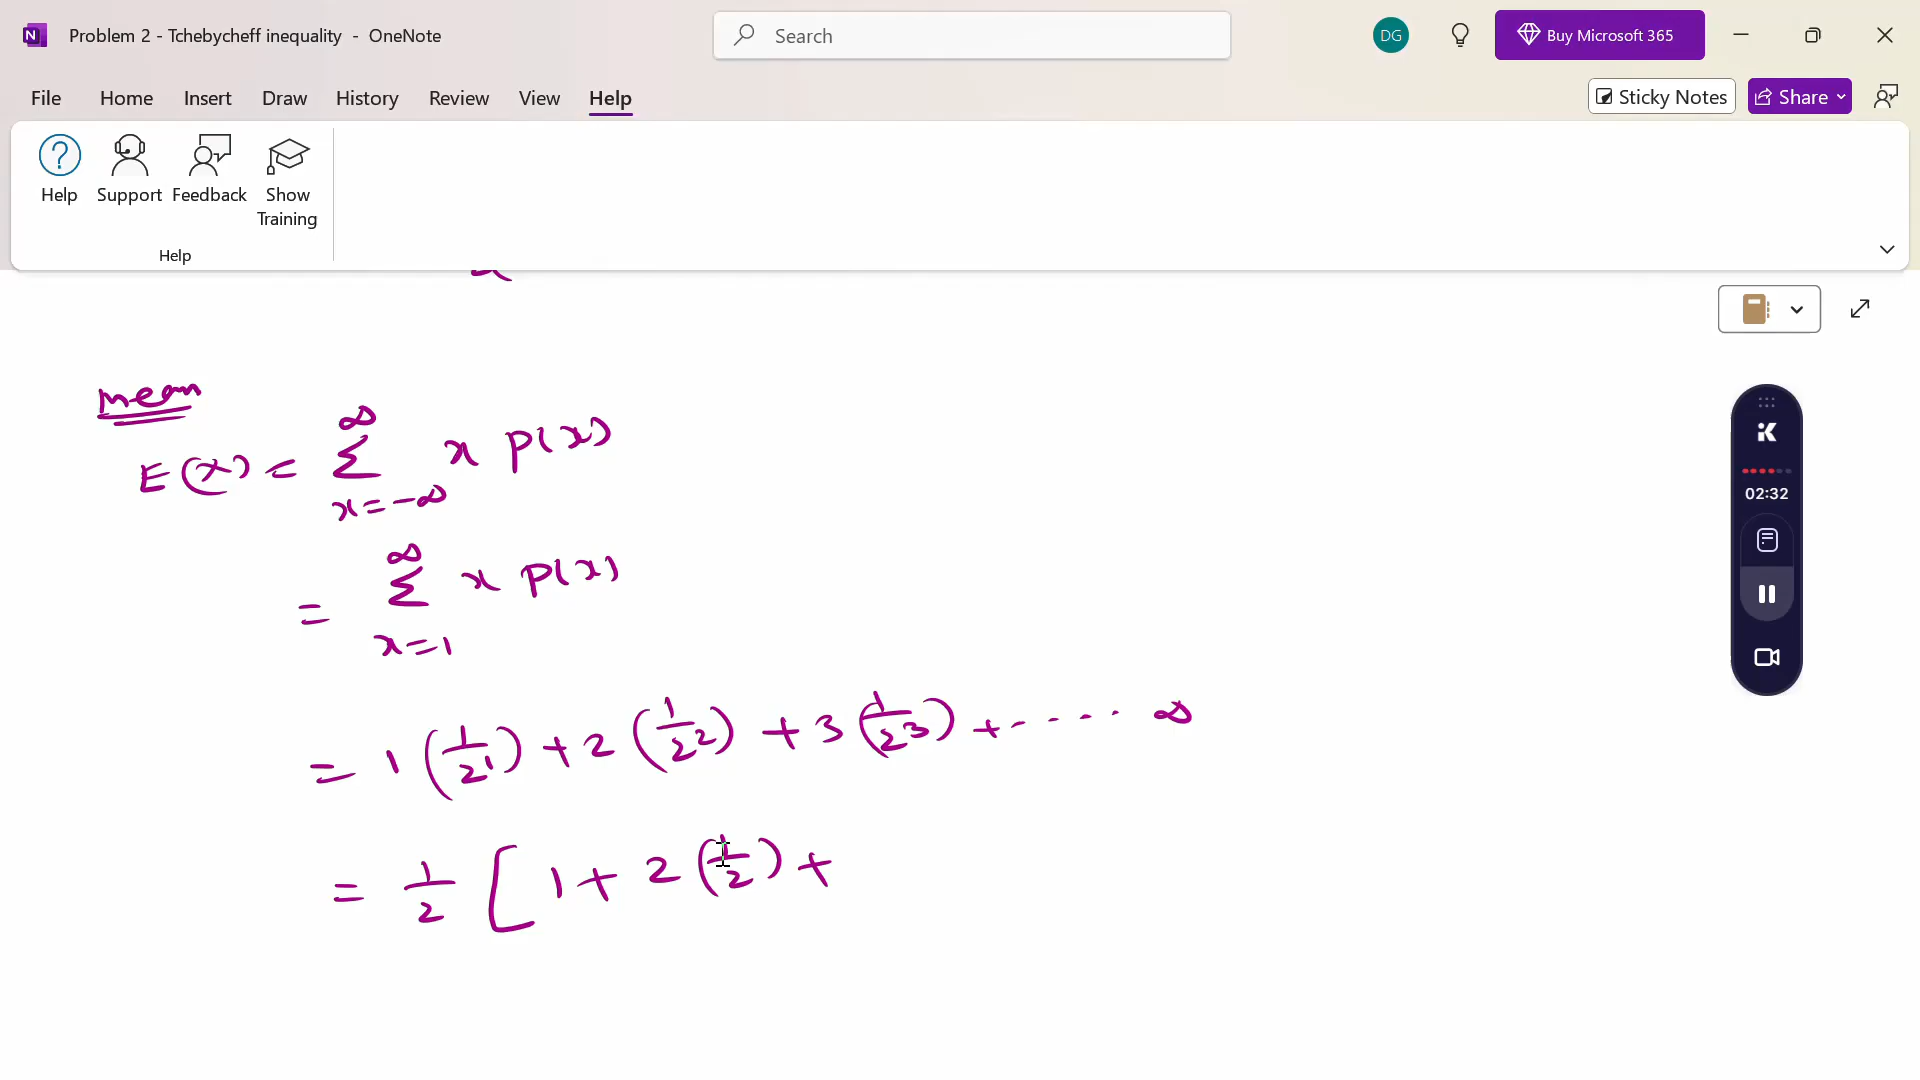 Problem 2 - Tchebycheff inequality - OneNote
Search
DG
Buy Microsoft 365
File Home Insert Draw History Review View Help
Sticky Notes
Share
Help Support Feedback Show Training
Help
mean
E(x) = ∑_{x=-∞}^{∞} x p(x)
= ∑_{x=1}^{∞} x p(x)
= 1 (1/2^1) + 2 (1/2^2) + 3 (1/2^3) + ..... ∞
= 1/2 [ 1 + 2 (1/2) +
02:32